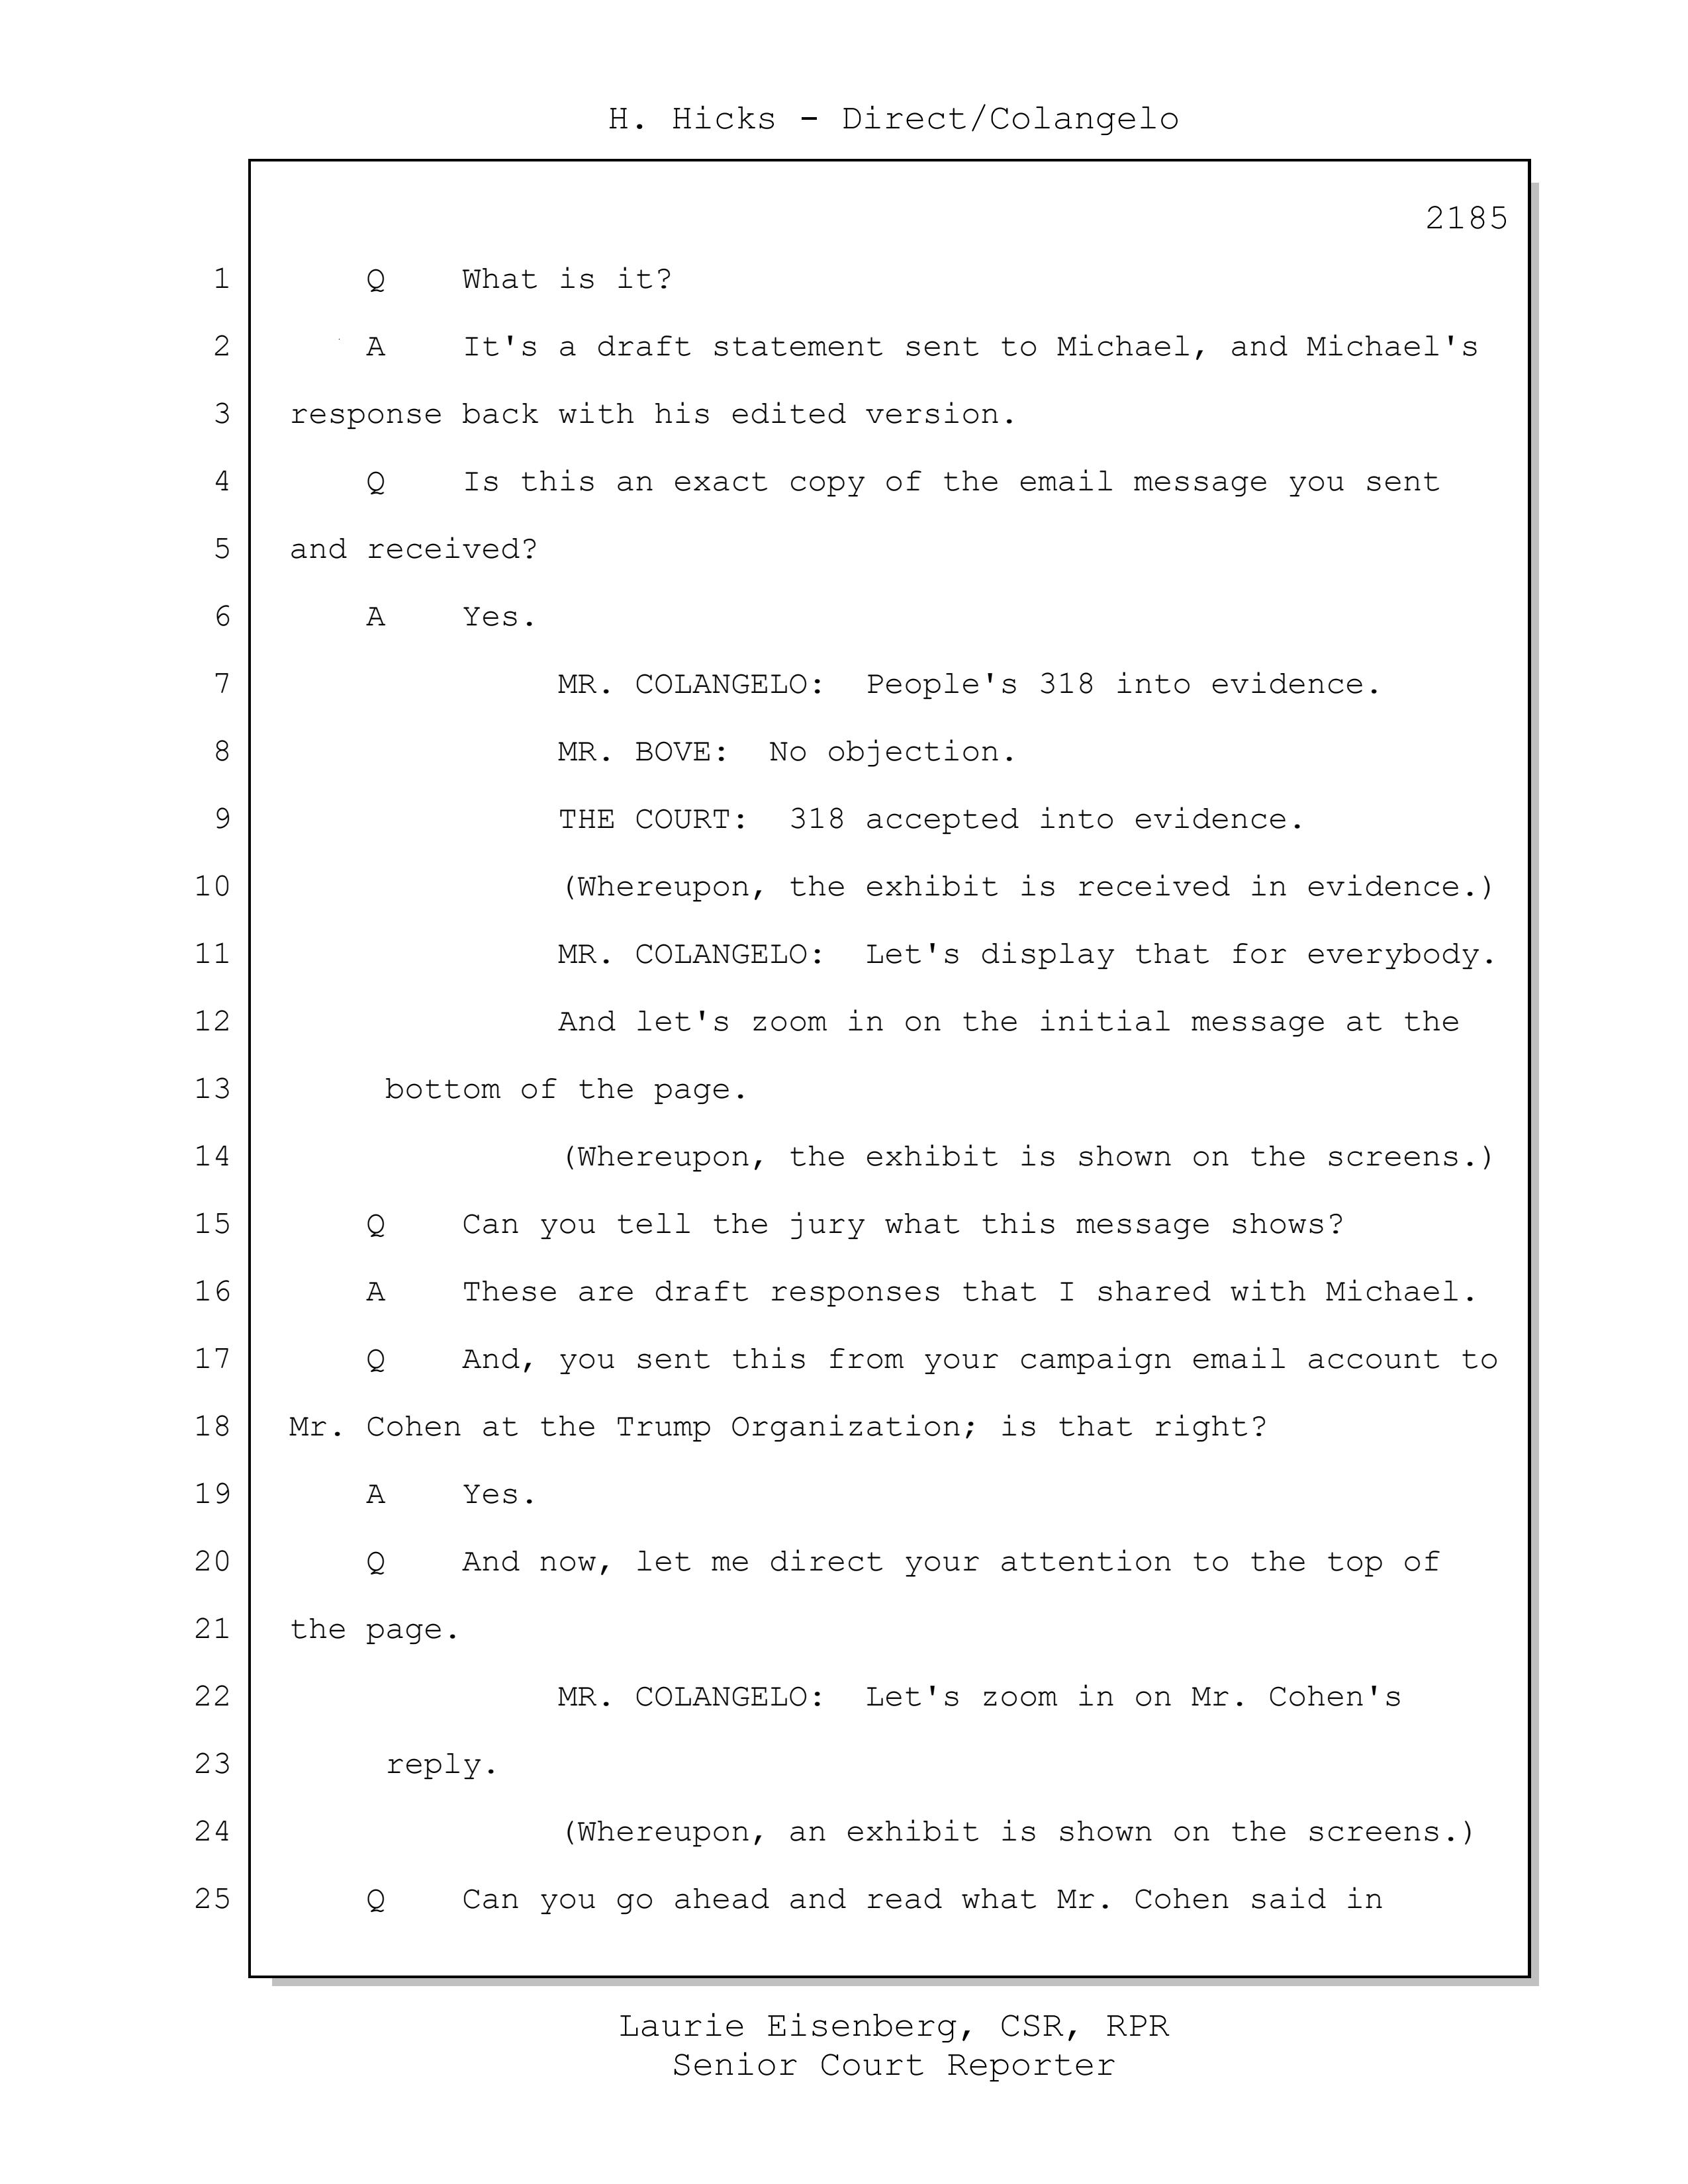 H. Hicks - Direct/Colangelo
2185
1 Q What is it?
2 A It's a draft statement sent to Michael, and Michael's
3 response back with his edited version.
4 Q Is this an exact copy of the email message you sent
5 and received?
6 A Yes.
7 MR. COLANGELO: People's 318 into evidence.
8 MR. BOVE: No objection.
9 THE COURT: 318 accepted into evidence.
10 (Whereupon, the exhibit is received in evidence.)
11 MR. COLANGELO: Let's display that for everybody.
12 And let's zoom in on the initial message at the
13 bottom of the page.
14 (Whereupon, the exhibit is shown on the screens.)
15 Q Can you tell the jury what this message shows?
16 A These are draft responses that I shared with Michael.
17 Q And, you sent this from your campaign email account to
18 Mr. Cohen at the Trump Organization; is that right?
19 A Yes.
20 Q And now, let me direct your attention to the top of
21 the page.
22 MR. COLANGELO: Let's zoom in on Mr. Cohen's
23 reply.
24 (Whereupon, an exhibit is shown on the screens.)
25 Q Can you go ahead and read what Mr. Cohen said in
Laurie Eisenberg, CSR, RPR
Senior Court Reporter